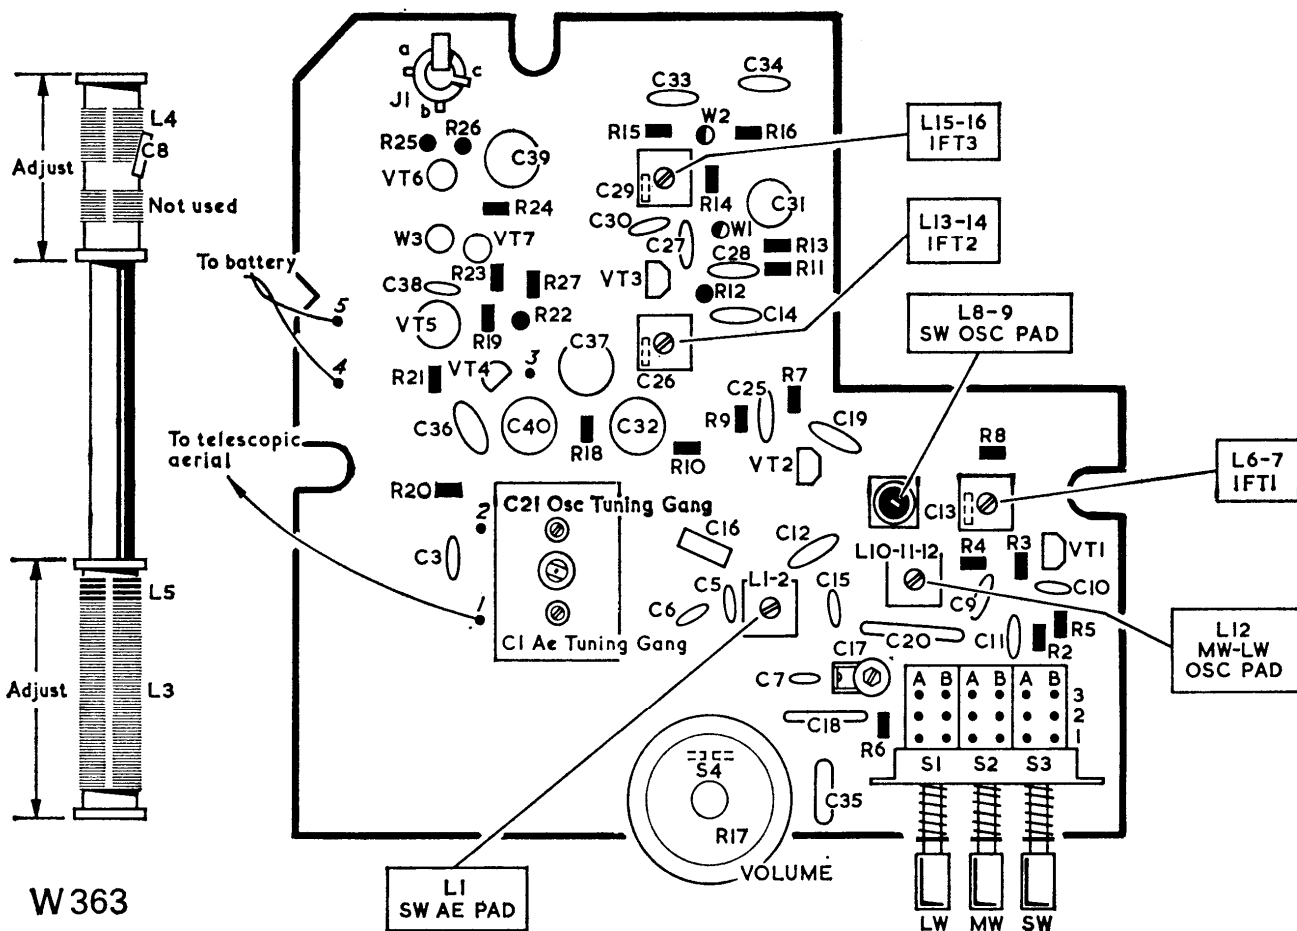 a
c
J1
b
C33
C34
W2
R15
R16
L15-16
IFT3
L4
C8
Adjust
Not used
R25
R26
C39
VT6
C29
R14
C31
R24
C30
W1
L13-14
IFT2
W3
VT7
C27
C28
R13
R11
To battery
C38
R23
R27
VT3
R12
5
VT5
R19
R22
C14
L8-9
SW OSC PAD
4
R21
VT4
3
C37
C26
R7
C36
C40
R18
C32
R10
R9
C25
C19
VT2
R8
To telescopic
aerial
L6-7
IFT1
R20
2
C21 Osc Tuning Gang
C13
C3
C16
C12
L10-11-12
R4
R3
VT1
L5
1
C6
C5
L1-2
C15
C9
C10
C1 Ae Tuning Gang
C20
C11
R2
R5
L12
MW-LW
OSC PAD
Adjust
L3
C7
C17
A B A B A B
3
2
1
C18
R6
S4
S1 S2 S3
C35
R17
VOLUME
L1
SW AE PAD
W363
LW MW SW